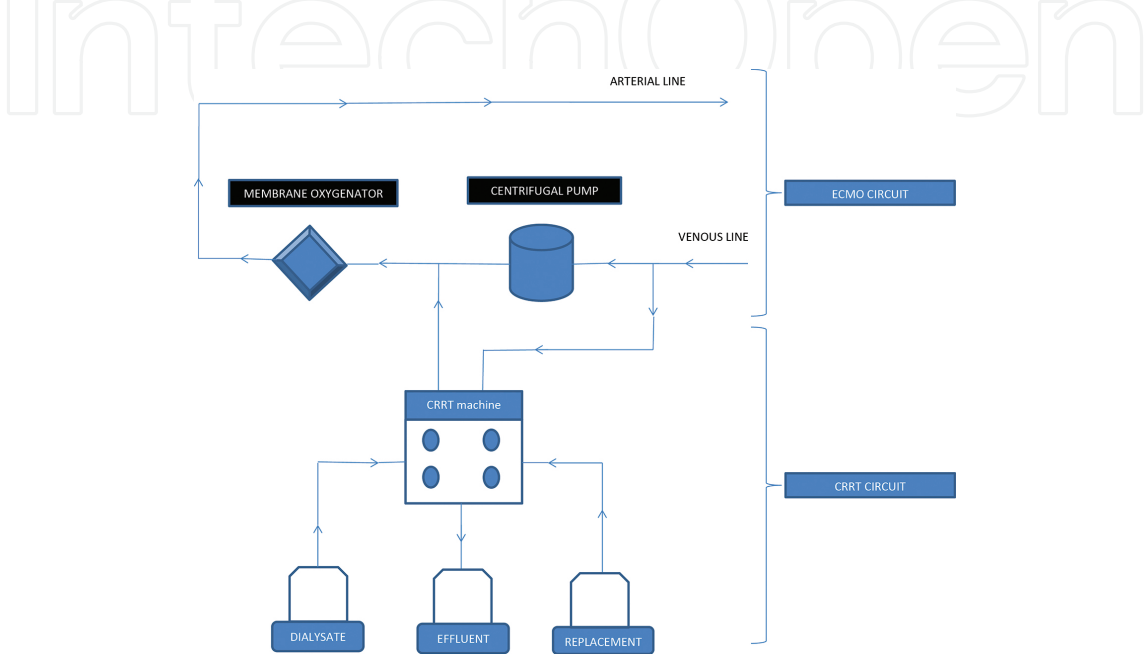 IntechOpen
ARTERIAL LINE
MEMBRANE OXYGENATOR
CENTRIFUGAL PUMP
ECMO CIRCUIT
VENOUS LINE
CRRT machine
CRRT CIRCUIT
DIALYSATE
EFFLUENT
REPLACEMENT